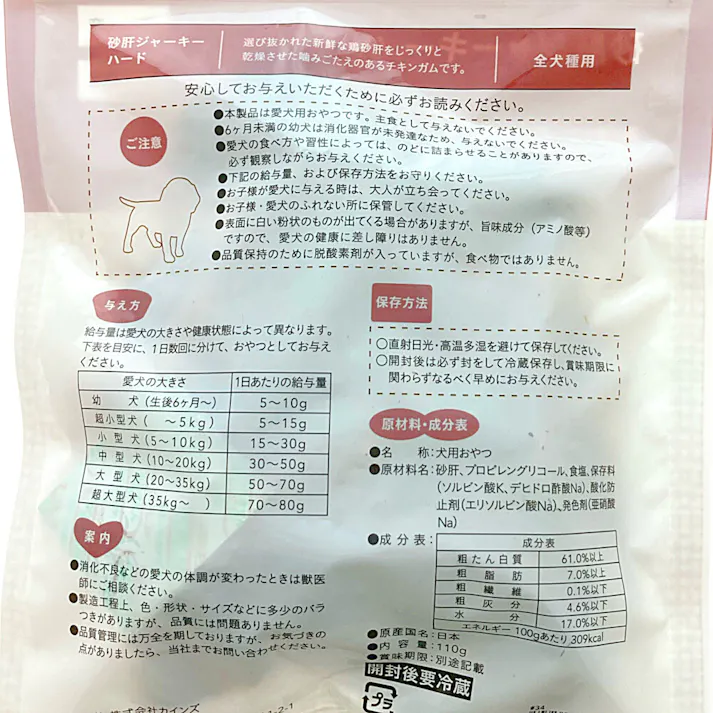 砂肝ジャーキー
ハード
選び抜かれた新鮮な鶏砂肝をじっくりと
乾燥させた噛みごたえのあるチキンガムです。
全犬種用
安心してお与えいただくために必ずお読みください。
ご注意
●本製品は愛犬用おやつです。主食として与えないでください。
●6ヶ月未満の幼犬は消化器官が未発達なため、与えないでください。
●愛犬の食べ方や習性によっては、のどに詰まらせることがありますので、
必ず観察しながらお与えください。
●下記の給与量、および保存方法をお守りください。
●お子様が愛犬に与える時は、大人が立ち会ってください。
●お子様・愛犬のふれない所に保管してください。
●表面に白い粉状のものが出てくる場合がありますが、旨味成分（アミノ酸等）
ですので、愛犬の健康に差し障りはありません。
●品質保持のために脱酸素剤が入っていますが、食べ物ではありません。
与え方
給与量は愛犬の大きさや健康状態によって異なります。
下表を目安に、1日数回に分けて、おやつとしてお与え
ください。
愛犬の大きさ 1日あたりの給与量
幼 犬（生後6ヶ月〜） 5〜10g
超小型犬（ 〜5kg） 5〜15g
小 型 犬（5〜10kg） 15〜30g
中 型 犬（10〜20kg） 30〜50g
大 型 犬（20〜35kg） 50〜70g
超大型犬（35kg〜 ） 70〜80g
案内
●消化不良などの愛犬の体調が変わったときは獣医
師にご相談ください。
●製造工程上、色・形状・サイズなどに多少のバラ
つきがありますが、品質には問題ありません。
●品質管理には万全を期しておりますが、お気づきの
点がありましたら、当社までお問い合わせください。
保存方法
○直射日光・高温多湿を避けて保存してください。
○開封後は必ず封をして冷蔵保存し、賞味期限に
関わらずなるべく早めにお与えください。
原材料・成分表
●名 称：犬用おやつ
●原材料名：砂肝、プロピレングリコール、食塩、保存料
（ソルビン酸K、デヒドロ酢酸Na）、酸化防
止剤（エリソルビン酸Na）、発色剤（亜硝酸
Na）
●成分表：
成分表
粗たん白質 61.0%以上
粗 脂 肪 7.0%以上
粗 繊 維 0.1%以下
粗 灰 分 4.6%以下
水 分 17.0%以下
エネルギー 100gあたり 309kcal
●原産国名：日本
●内 容 量：110g
●賞味期限：別途記載
開封後要冷蔵
プラ
株式会社カインズ